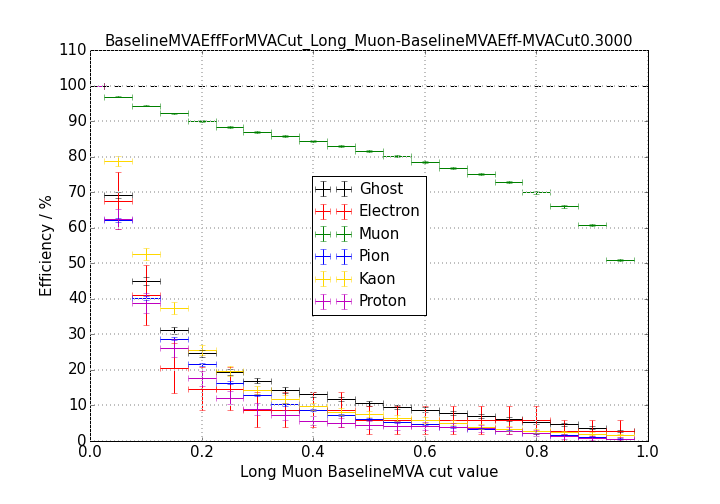 BaselineMVAEffForMVACut_Long_Muon-BaselineMVAEff-MVACut0.3000
110
100
90
80
70
60
50
40
30
20
10
0
Efficiency / %
Ghost
Electron
Muon
Pion
Kaon
Proton
0.0 0.2 0.4 0.6 0.8 1.0
Long Muon BaselineMVA cut value